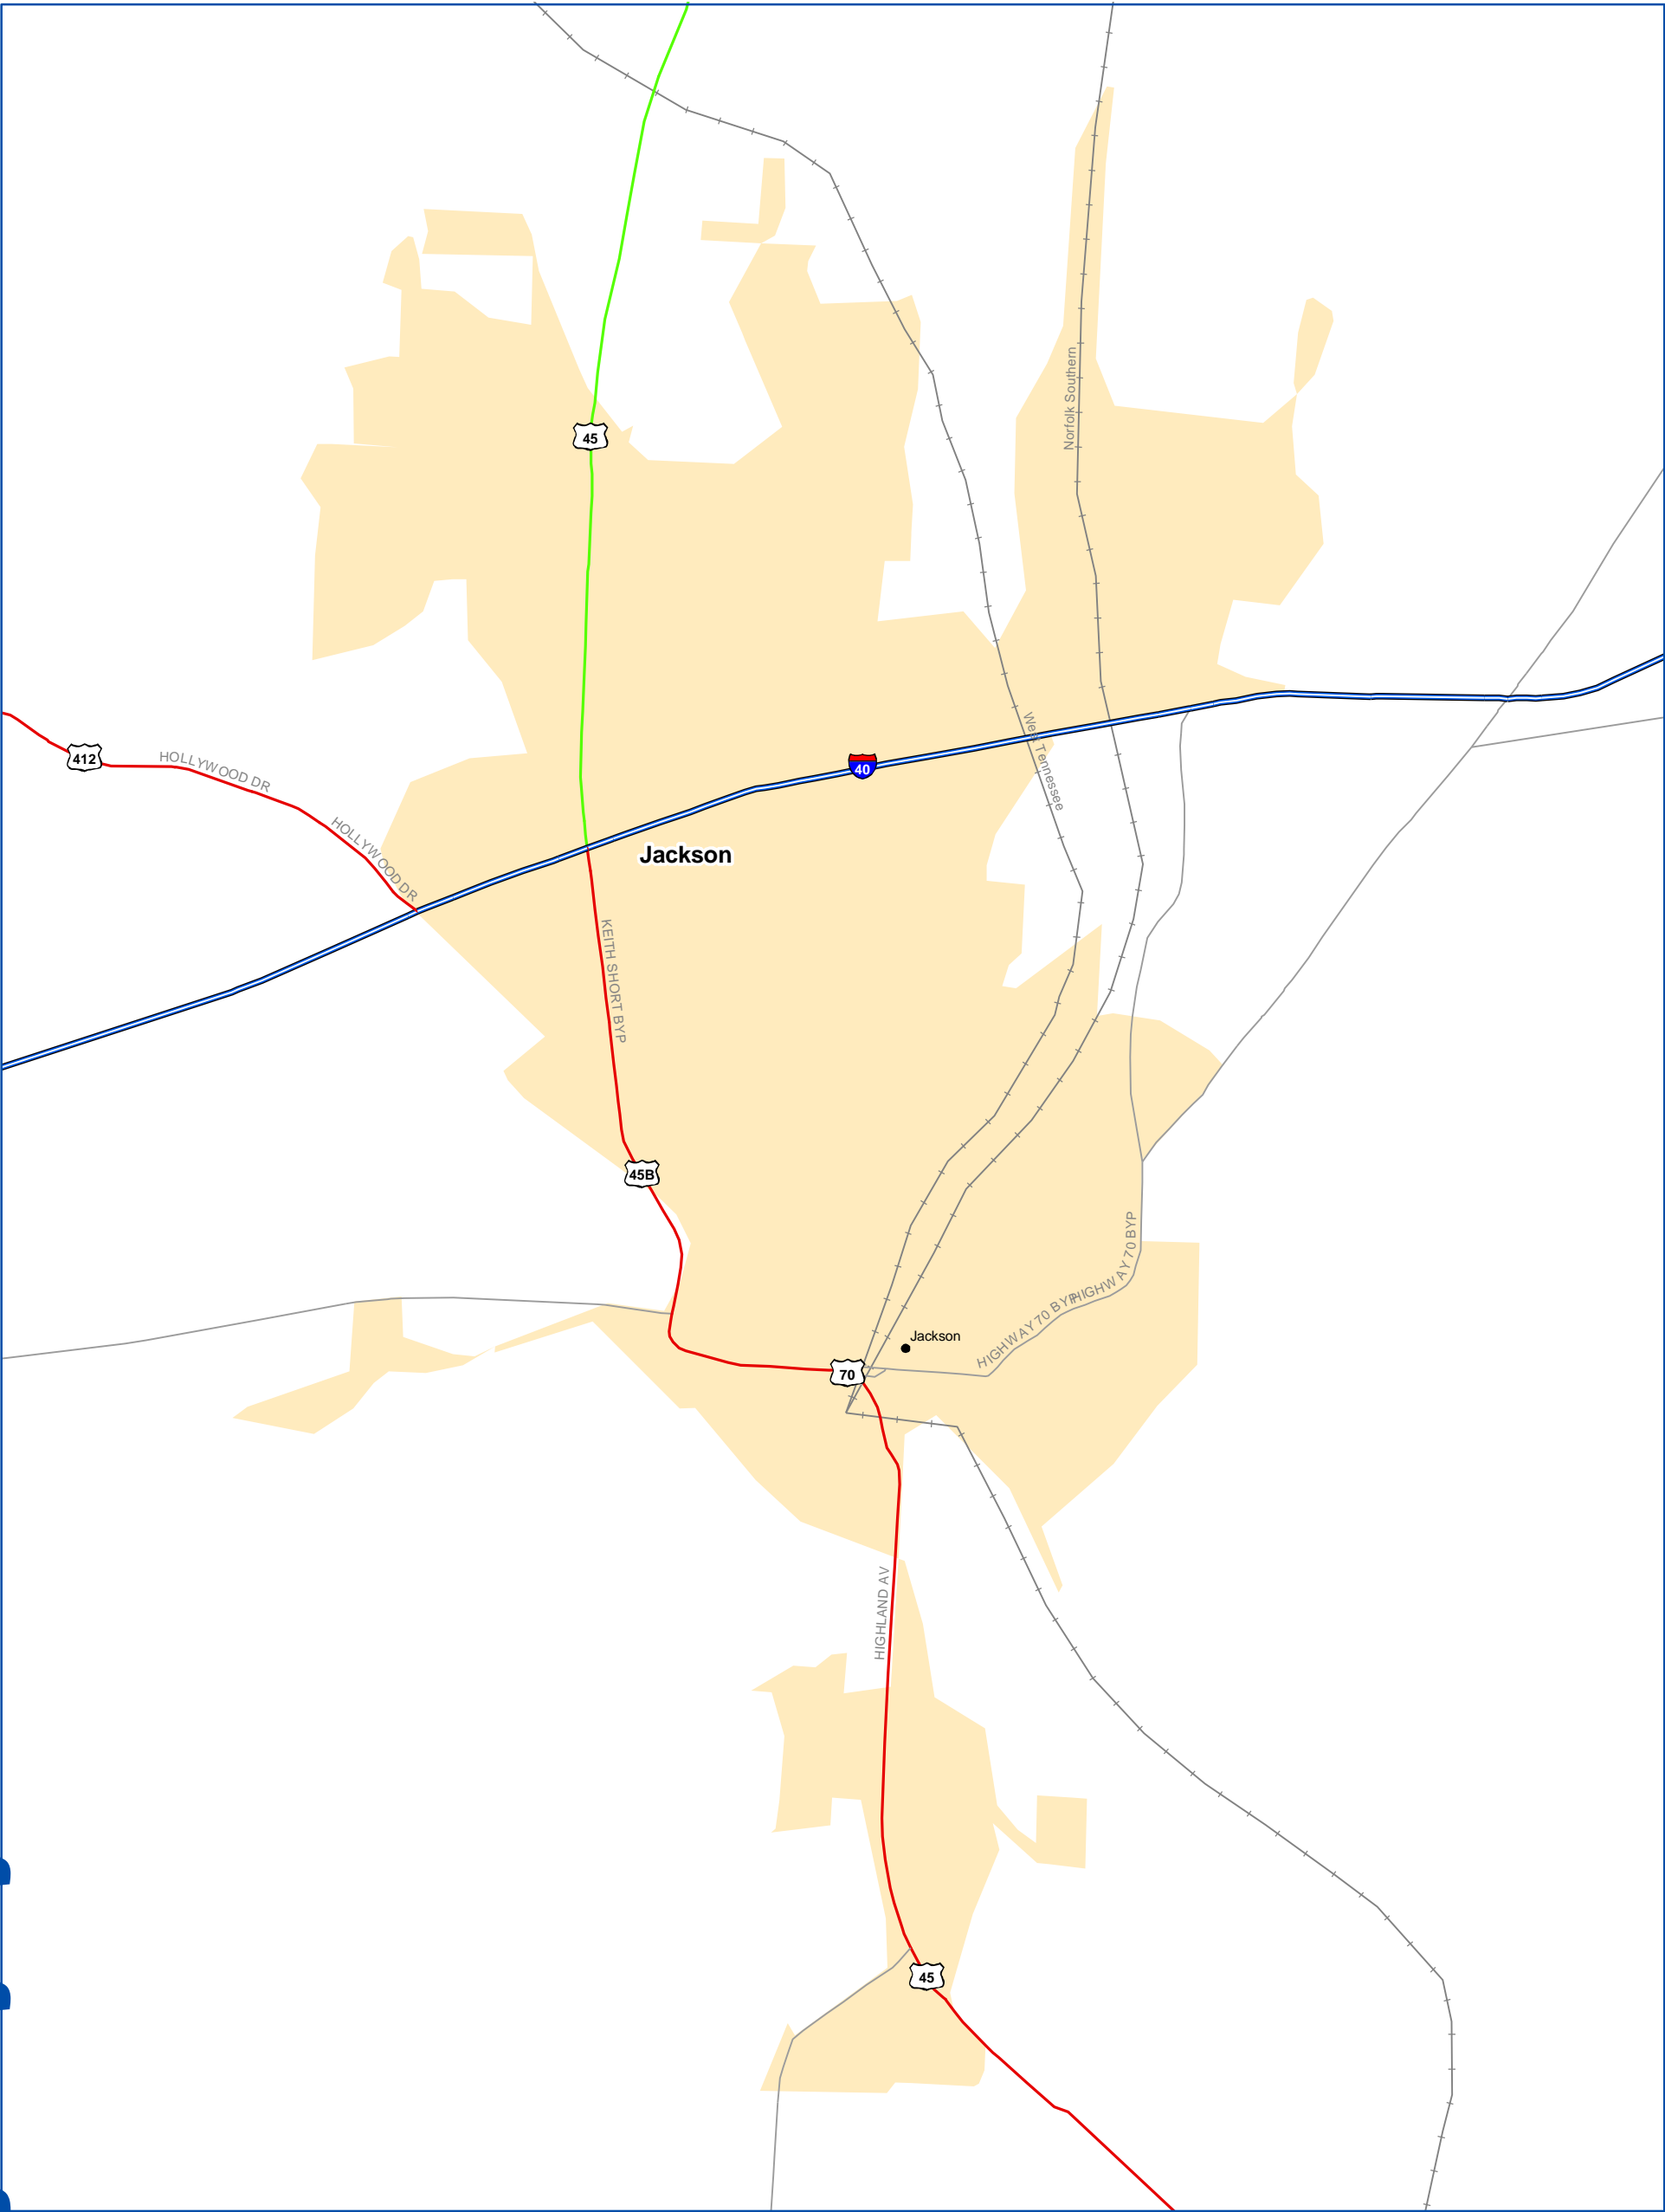 45
Norfolk Southern
412
HOLLYWOOD DR
West Tennessee
40
HOLLYWOOD DR
Jackson
KEITH SHORT BYP
45B
HIGHWAY 70 BYP
HIGHWAY 70 BYP
Jackson
70
HIGHLAND AV
45